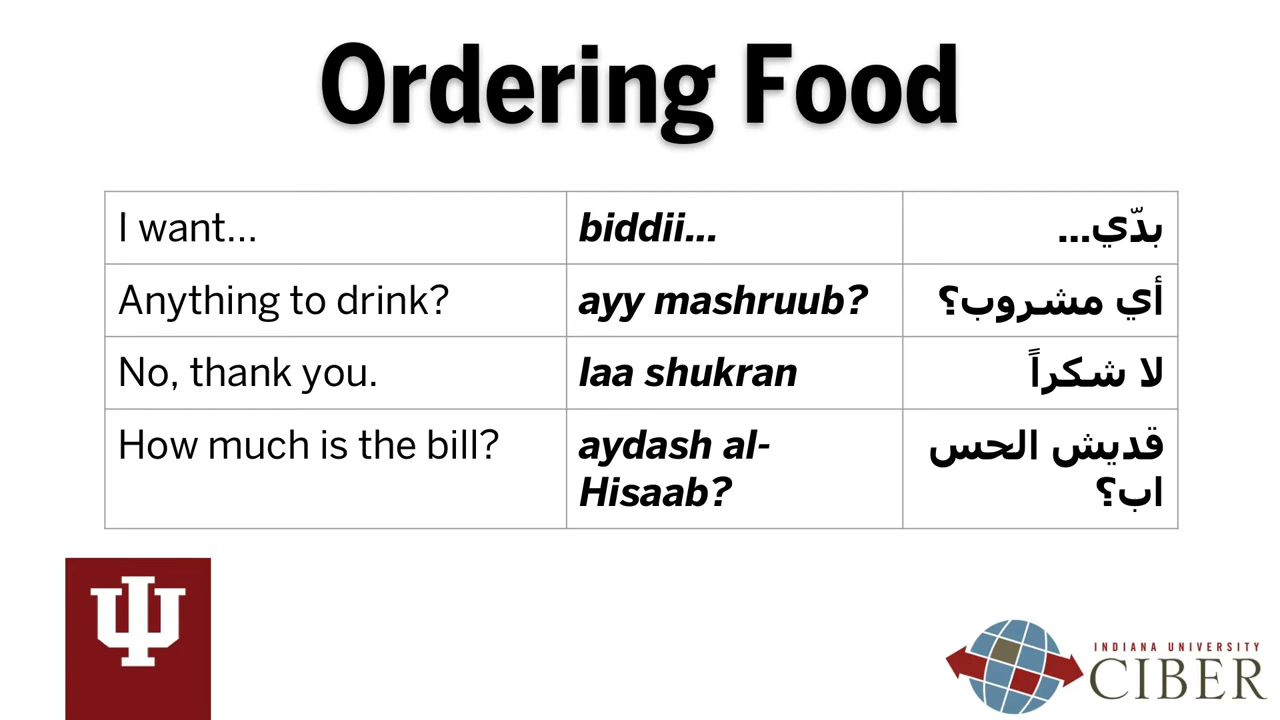 Ordering Food
I want...
biddii...
بدّي...
Anything to drink?
ayy mashruub?
أي مشروب؟
No, thank you.
laa shukran
لا شكراً
How much is the bill?
aydash al-
Hisaab?
قديش الحس
اب؟
INDIANA UNIVERSITY
CIBER